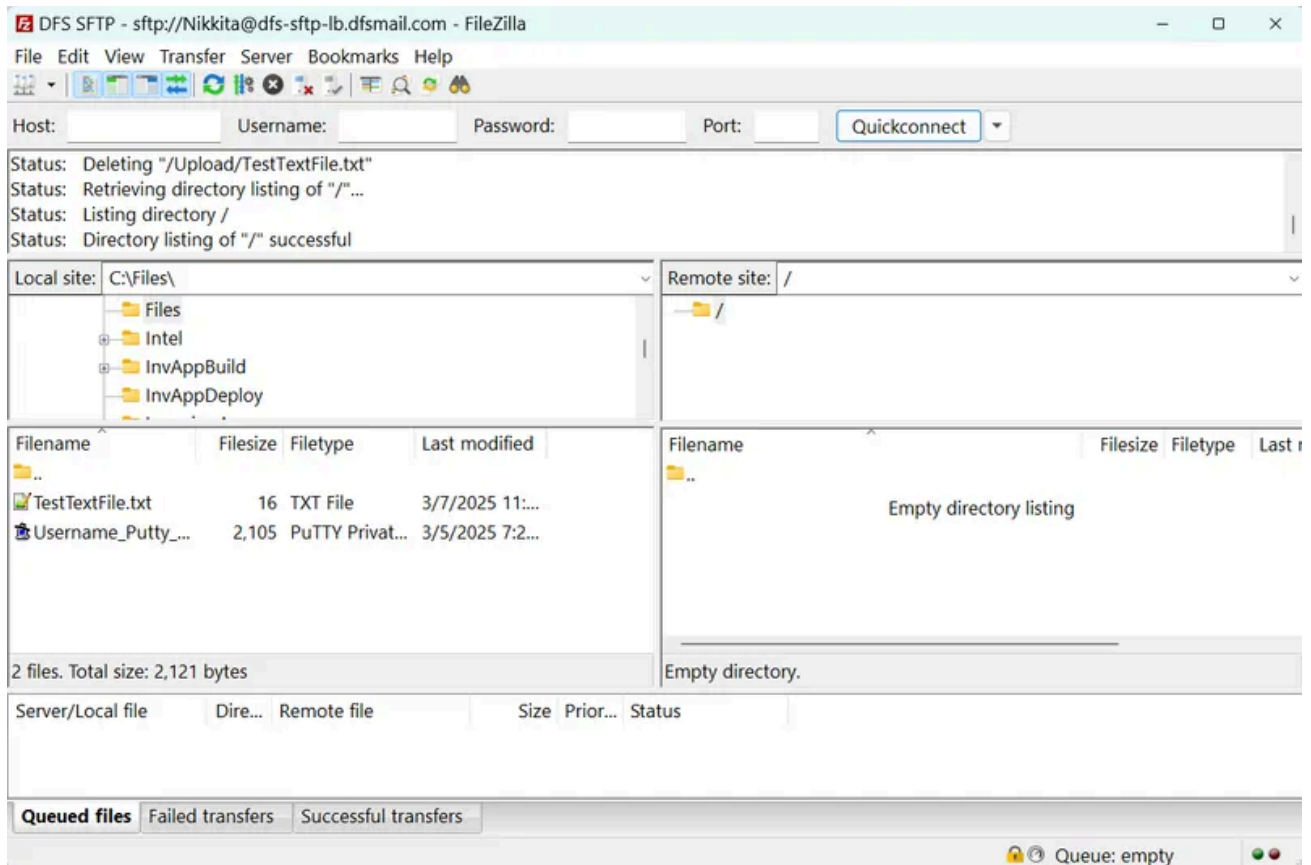 DFS SFTP - sftp://Nikkita@dfs-sftp-lb.dfsmail.com - FileZilla
File Edit View Transfer Server Bookmarks Help
Host: Username: Password: Port: Quickconnect
Status: Deleting "/Upload/TestTextFile.txt"
Status: Retrieving directory listing of "/"...
Status: Listing directory /
Status: Directory listing of "/" successful
Local site: C:\Files\
Files
Intel
InvAppBuild
InvAppDeploy
Remote site: /
/
Filename Filesize Filetype Last modified
..
TestTextFile.txt 16 TXT File 3/7/2025 11:...
Username_Putty_... 2,105 PuTTY Privat... 3/5/2025 7:2...
2 files. Total size: 2,121 bytes
Filename Filesize Filetype Last
..
Empty directory listing
Empty directory.
Server/Local file Dire... Remote file Size Prior... Status
Queued files Failed transfers Successful transfers
Queue: empty